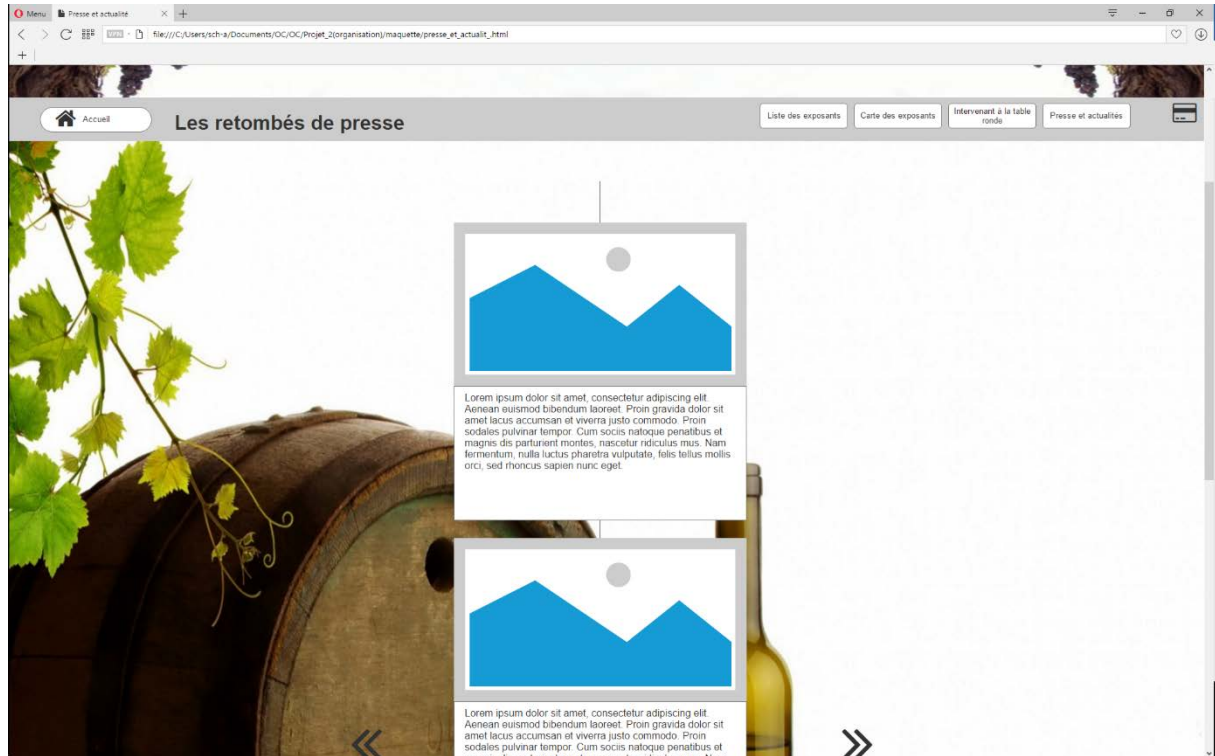 Menu
Presse et actualité
file:///C:/Users/sch-a/Documents/OC/OC/Projet_2(organisation)/maquette/presse_et_actualit_.html
Accueil
Les retombés de presse
Liste des exposants
Carte des exposants
Intervenant à la table
ronde
Presse et actualités
Lorem ipsum dolor sit amet, consectetur adipiscing elit.
Aenean euismod bibendum laoreet. Proin gravida dolor sit
amet lacus accumsan et viverra justo commodo. Proin
sodales pulvinar tempor. Cum sociis natoque penatibus et
magnis dis parturient montes, nascetur ridiculus mus. Nam
fermentum, nulla luctus pharetra vulputate, felis tellus mollis
orci, sed rhoncus sapien nunc eget.
Lorem ipsum dolor sit amet, consectetur adipiscing elit.
Aenean euismod bibendum laoreet. Proin gravida dolor sit
amet lacus accumsan et viverra justo commodo. Proin
sodales pulvinar tempor. Cum sociis natoque penatibus et